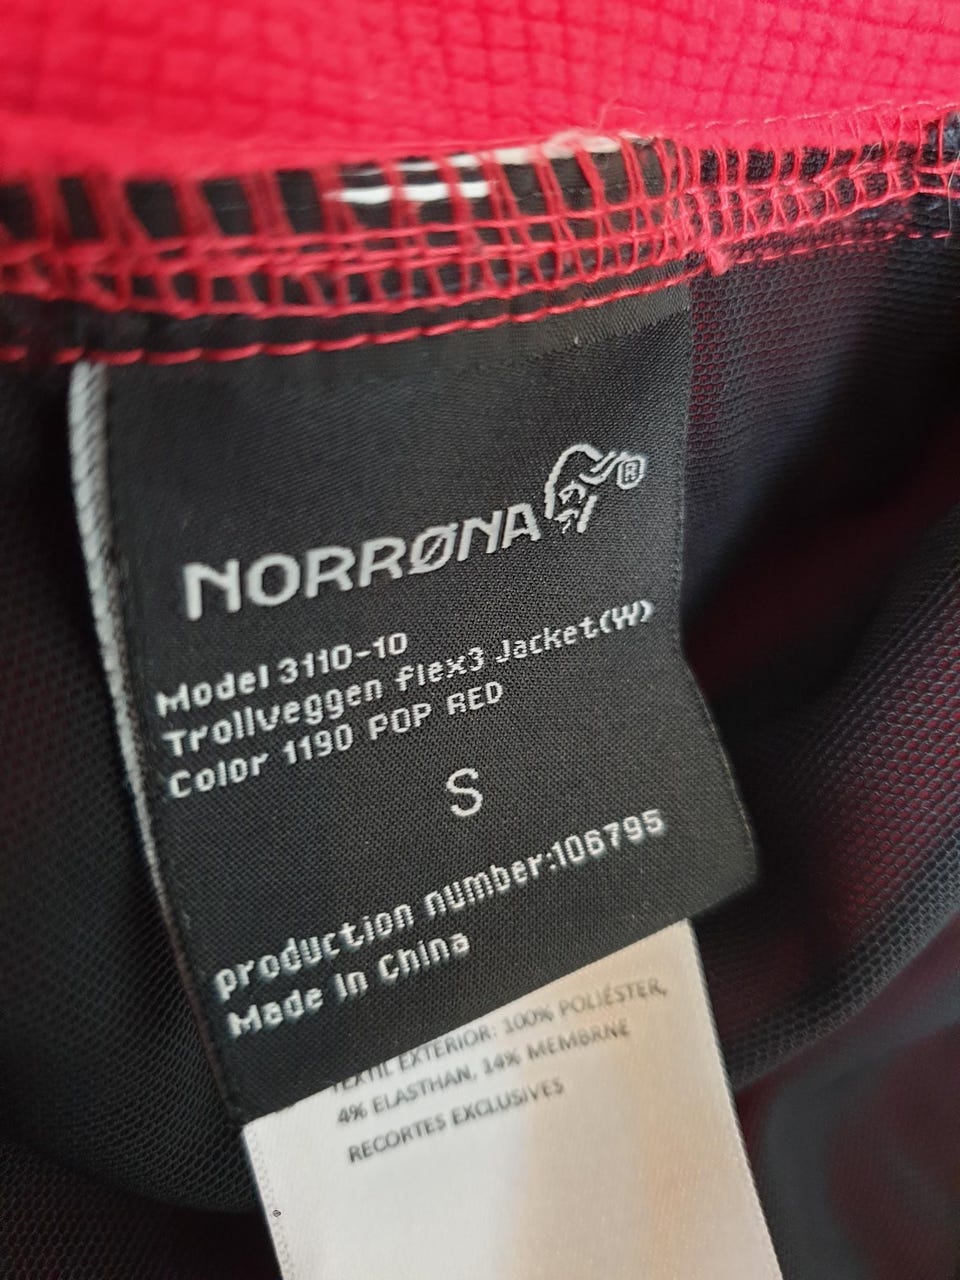 NORRØNA ®
Model 3110-10
Trollveggen flex3 Jacket(W)
Color 1190 POP RED
S
production number:106795
Made in China
TEXTIL EXTERIOR: 100% POLIÉSTER,
4% ELASTHAN, 14% MEMBRNE
RECORTES EXCLUSIVES